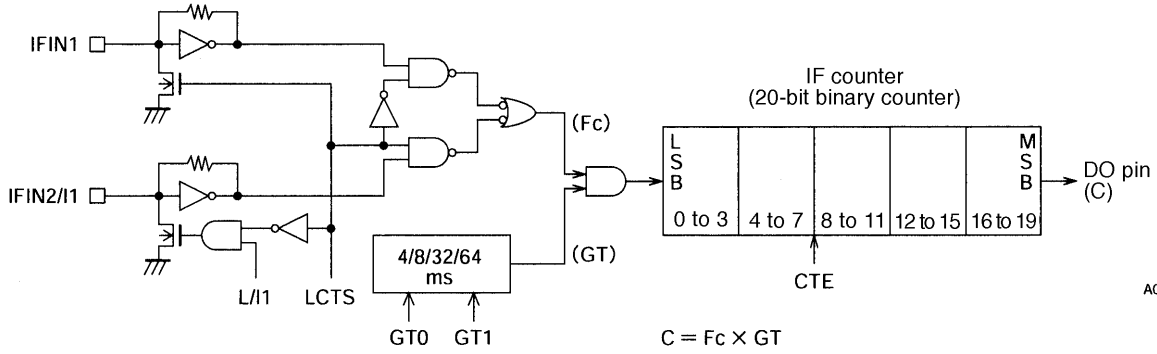 IFIN1
IF counter
(20-bit binary counter)
(Fc)
L
S
B
M
S
B
DO pin
(C)
IFIN2/I1
0 to 3
4 to 7
8 to 11
12 to 15
16 to 19
4/8/32/64
ms
(GT)
CTE
L/I1
LCTS
GT0
GT1
C = Fc × GT